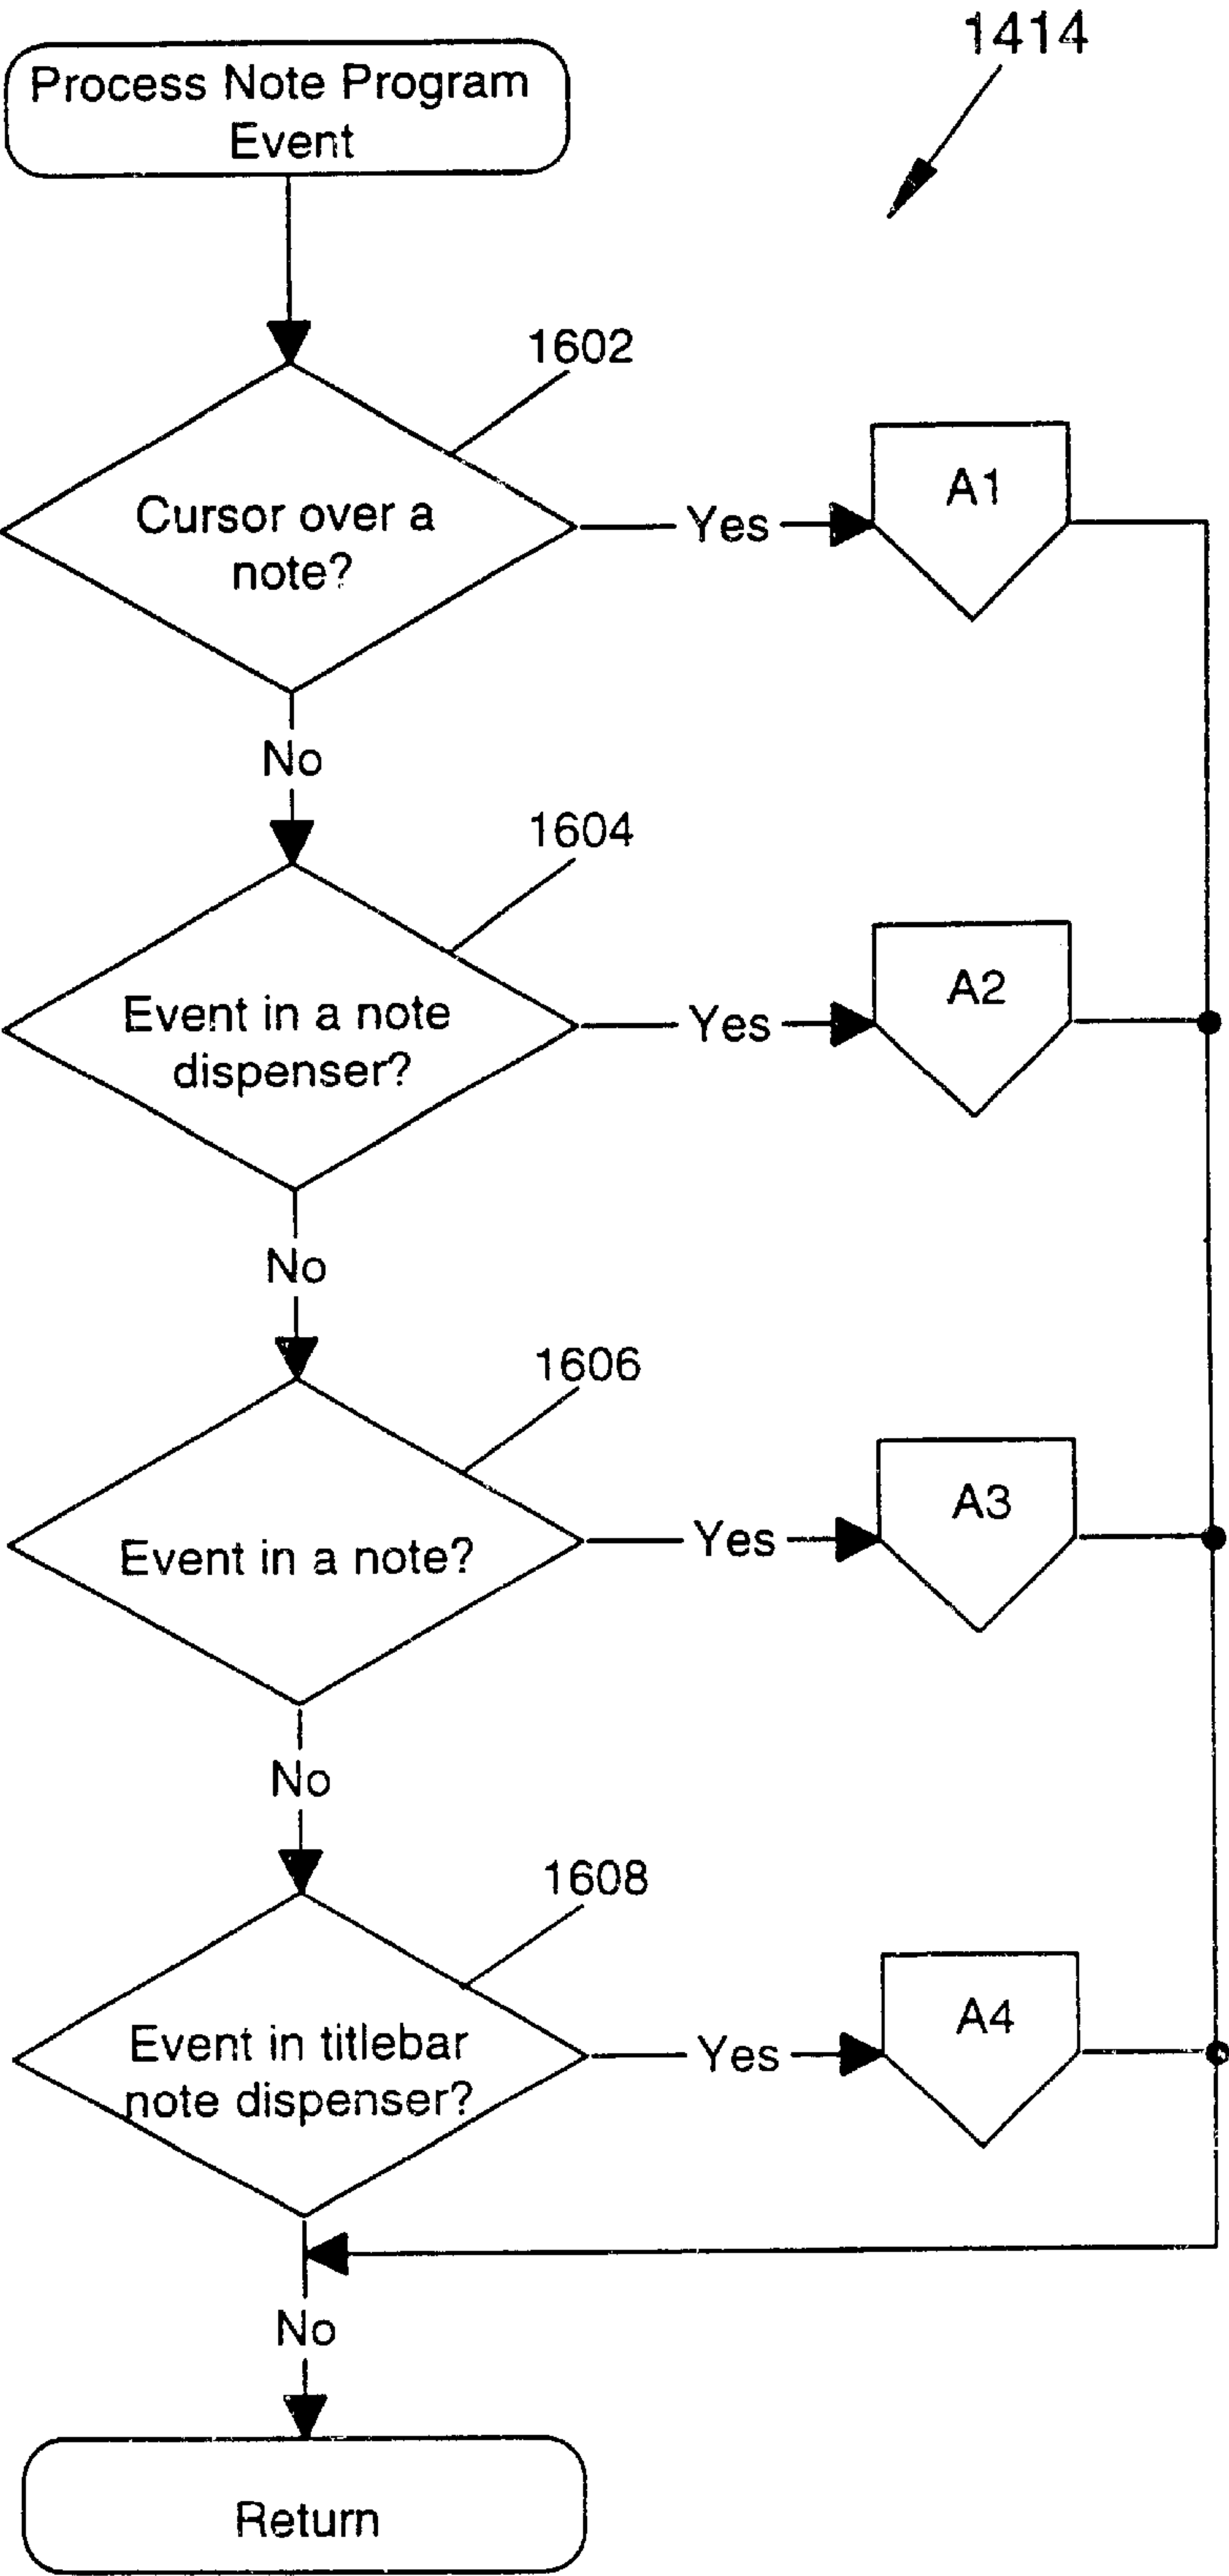 1414
Process Note Program
Event
1602
Cursor over a
note?
Yes
A1
No
1604
Event in a note
dispenser?
Yes
A2
No
1606
Event in a note?
Yes
A3
No
1608
Event in titlebar
note dispenser?
Yes
A4
No
Return